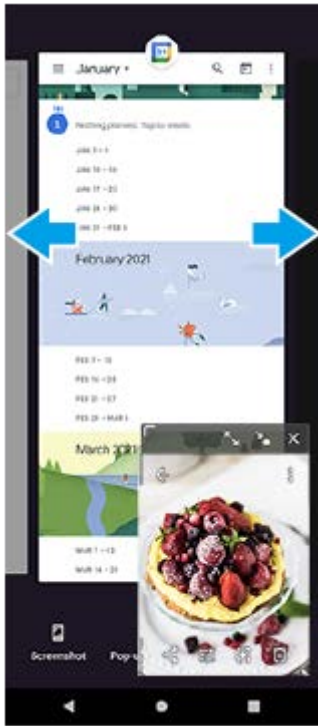 31
January
1 Nothing planned. Tap to create.
JAN 3 – 9
JAN 10 – 16
JAN 17 – 23
JAN 24 – 30
JAN 31 – FEB 6
February 2021
FEB 7 – 13
FEB 14 – 20
FEB 21 – 27
FEB 28 – MAR 6
March 2021
MAR 7 – 13
MAR 14 – 20
Screenshot
Pop-u